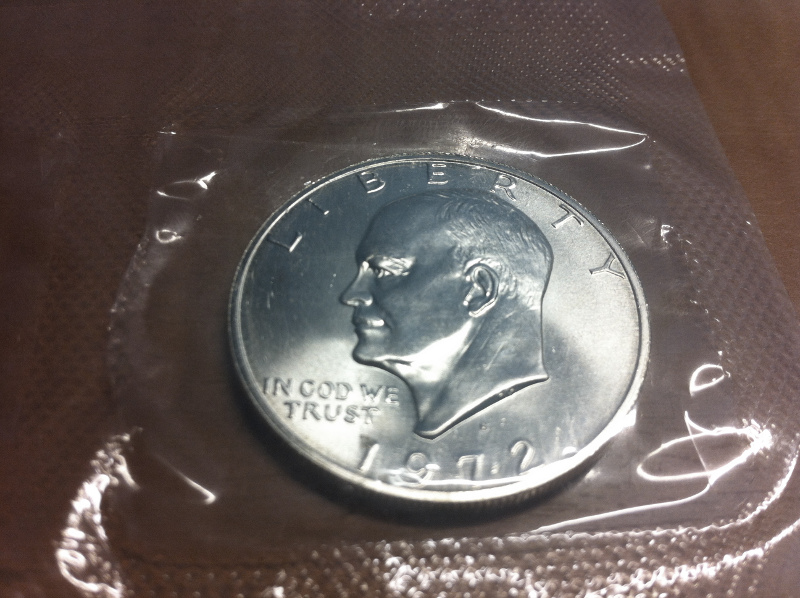 LIBERTY
IN GOD WE
TRUST
1972